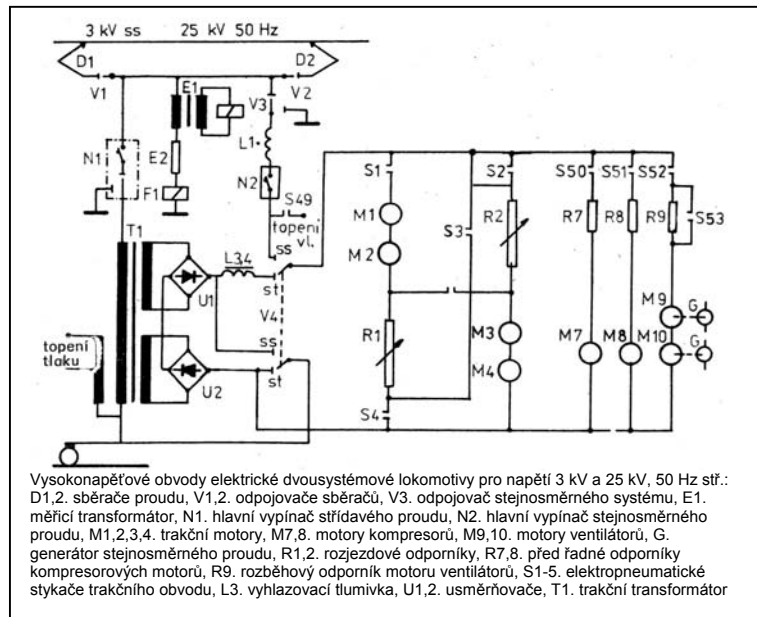 3 kV ss 25 kV 50 Hz
D1 D2
V1 E1 V3 V2
N1 E2 L1 N2 F1
S49
topení vl.
S1 S2 S50 S51 S52
M1 R2 R7 R8 R9 S53
M2 S3
T1 ss
L3,4 st
U1 V4
M9 G
R1 M3 M7 M8 M10 G
topení tlaku
ss
M4
st
U2
S4
Vysokonapěťové obvody elektrické dvousystémové lokomotivy pro napětí 3 kV a 25 kV, 50 Hz stř.:
D1,2. sběrače proudu, V1,2. odpojovače sběračů, V3. odpojovač stejnosměrného systému, E1.
měřicí transformátor, N1. hlavní vypínač střídavého proudu, N2. hlavní vypínač stejnosměrného
proudu, M1,2,3,4. trakční motory, M7,8. motory kompresorů, M9,10. motory ventilátorů, G.
generátor stejnosměrného proudu, R1,2. rozjezdové odporníky, R7,8. před řadné odporníky
kompresorových motorů, R9. rozběhový odporník motoru ventilátorů, S1-5. elektropneumatické
stykače trakčního obvodu, L3. vyhlazovací tlumivka, U1,2. usměrňovače, T1. trakční transformátor